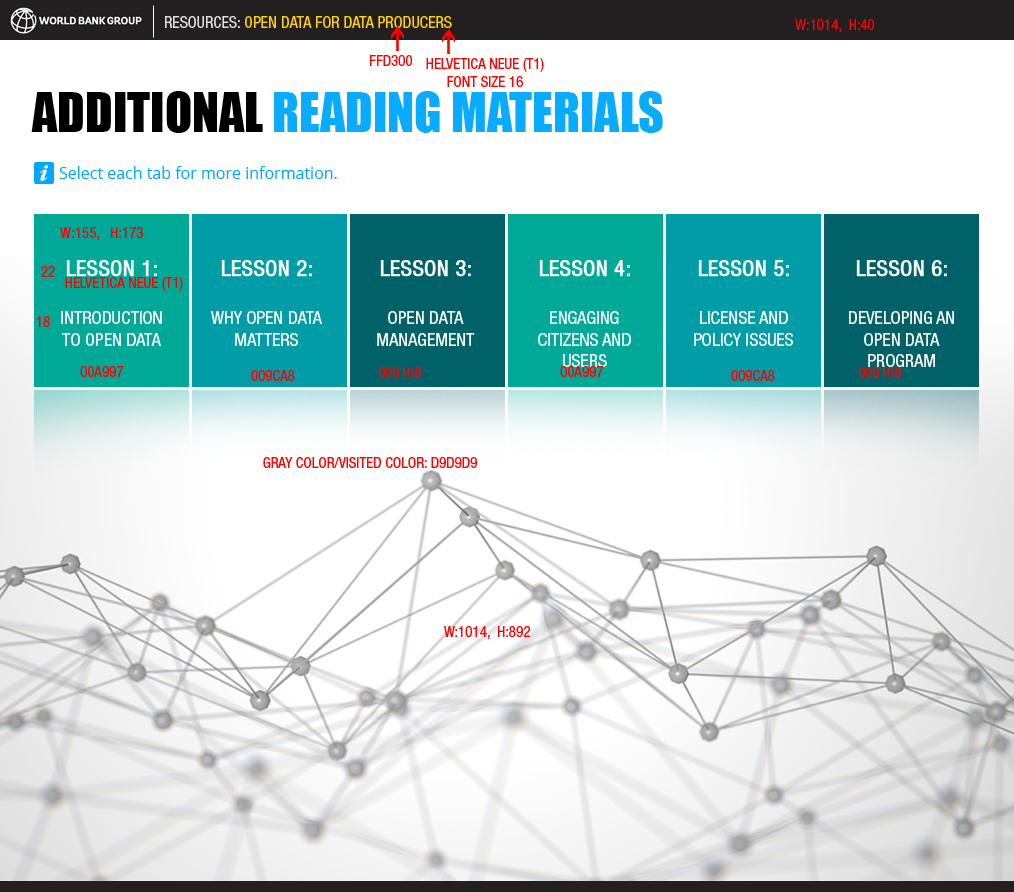 WORLD BANK GROUP
RESOURCES: OPEN DATA FOR DATA PRODUCERS
W:1014, H:40
FFD300
HELVETICA NEUE (T1)
FONT SIZE 16
ADDITIONAL READING MATERIALS
i Select each tab for more information.
W:155, H:173
22
LESSON 1:
HELVETICA NEUE (T1)
18
INTRODUCTION
TO OPEN DATA
00A997
LESSON 2:
WHY OPEN DATA
MATTERS
009CA8
LESSON 3:
OPEN DATA
MANAGEMENT
LESSON 4:
ENGAGING
CITIZENS AND
USERS
00A997
LESSON 5:
LICENSE AND
POLICY ISSUES
009CA8
LESSON 6:
DEVELOPING AN
OPEN DATA
PROGRAM
GRAY COLOR/VISITED COLOR: D9D9D9
W:1014, H:892